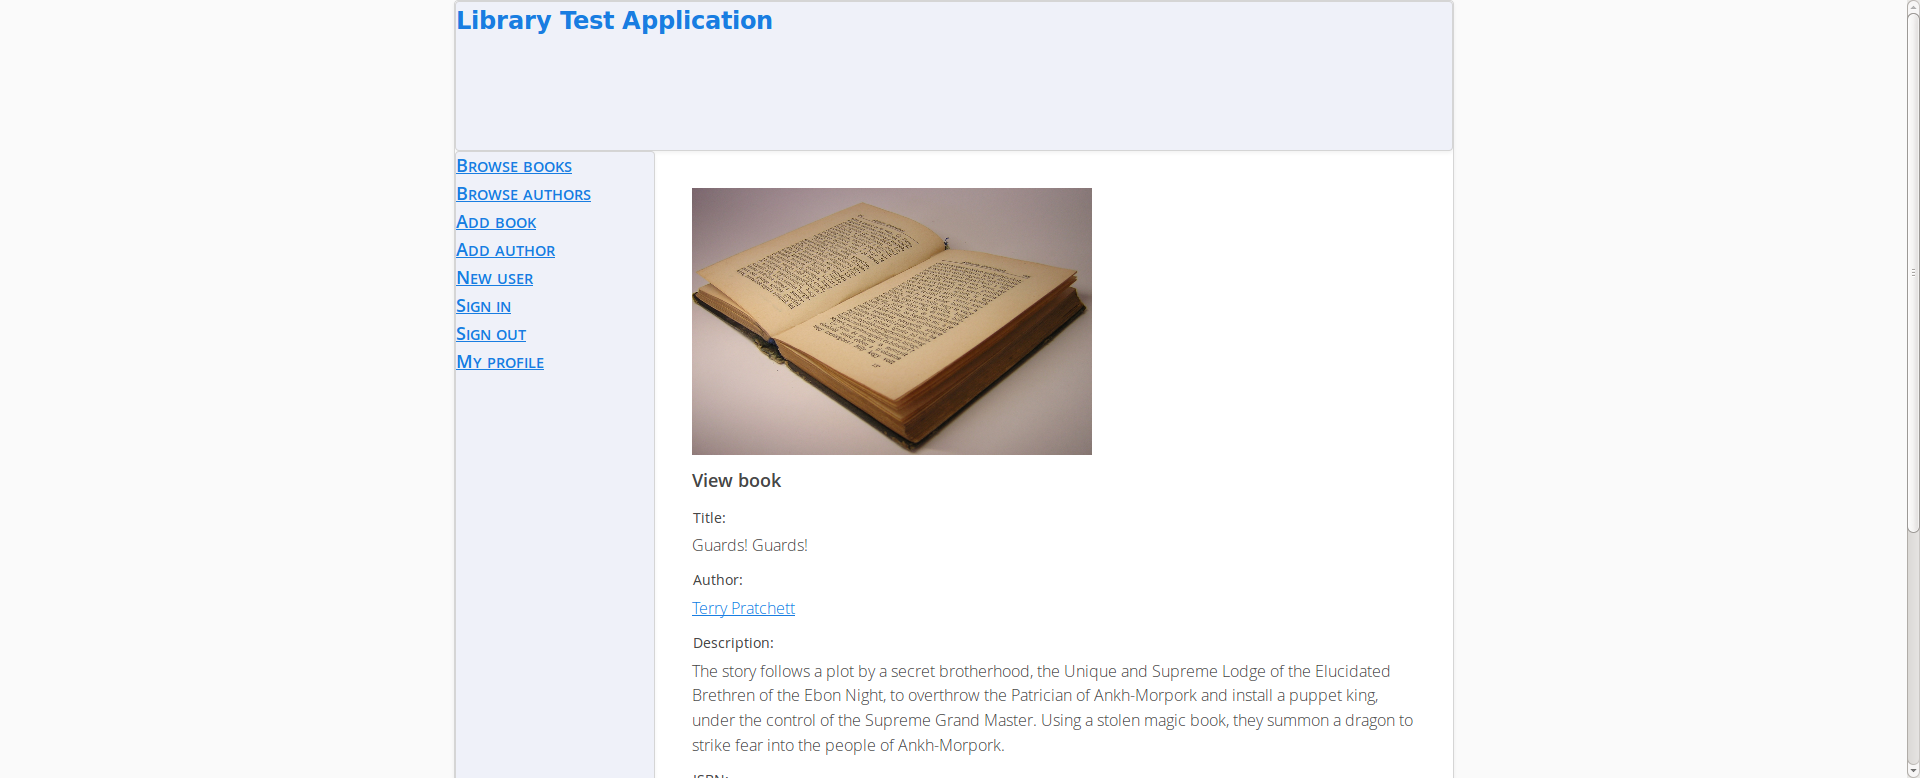 Library Test Application
Browse books
Browse authors
Add book
Add author
New user
Sign in
Sign out
My profile
View book
Title:
Guards! Guards!
Author:
Terry Pratchett
Description:
The story follows a plot by a secret brotherhood, the Unique and Supreme Lodge of the Elucidated
Brethren of the Ebon Night, to overthrow the Patrician of Ankh-Morpork and install a puppet king,
under the control of the Supreme Grand Master. Using a stolen magic book, they summon a dragon to
strike fear into the people of Ankh-Morpork.
ISBN: